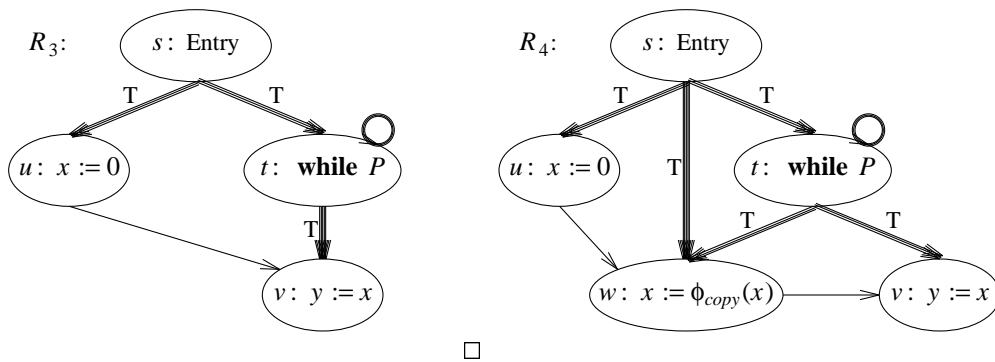 R3: s: Entry R4: s: Entry
T T T T
u: x := 0 t: while P u: x := 0 T t: while P
T T T
v: y := x w: x := ϕcopy(x) v: y := x